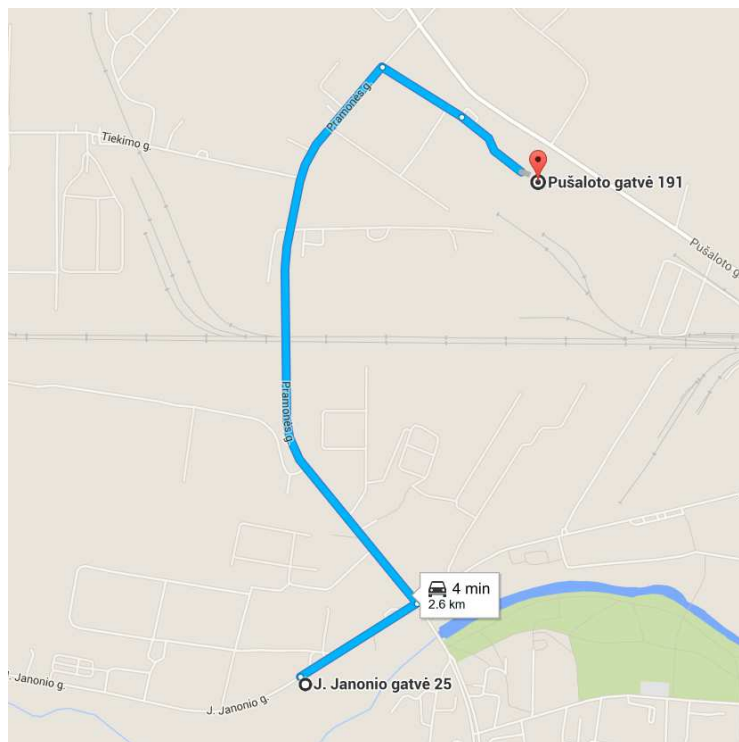 Pramonės g.
Tiekimo g.
Pušaloto gatvė 191
Pušaloto g
Pramonės g.
4 min
2.6 km
J. Janonio gatvė 25
J. Janonio g.
J. Janonio g.